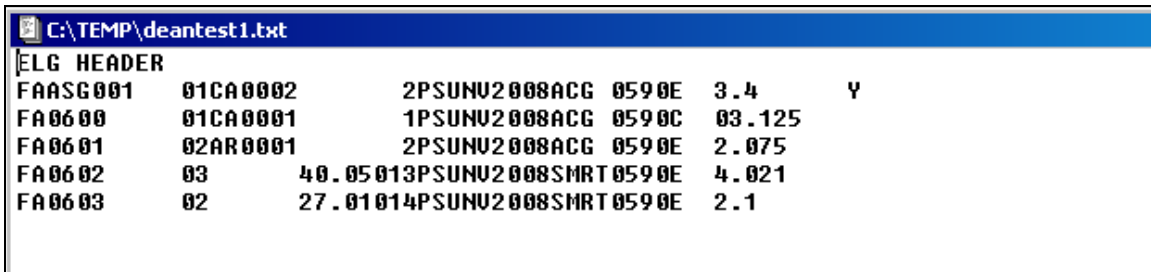 C:\TEMP\deantest1.txt
ELG HEADER
FAASG001    01CA0002          2PSUNV2008ACG 0590E  3.4      Y
FA0600      01CA0001          1PSUNV2008ACG 0590C  03.125
FA0601      02AR0001          2PSUNV2008ACG 0590E  2.075
FA0602      03       40.05013PSUNV2008SMRT0590E  4.021
FA0603      02       27.01014PSUNV2008SMRT0590E  2.1